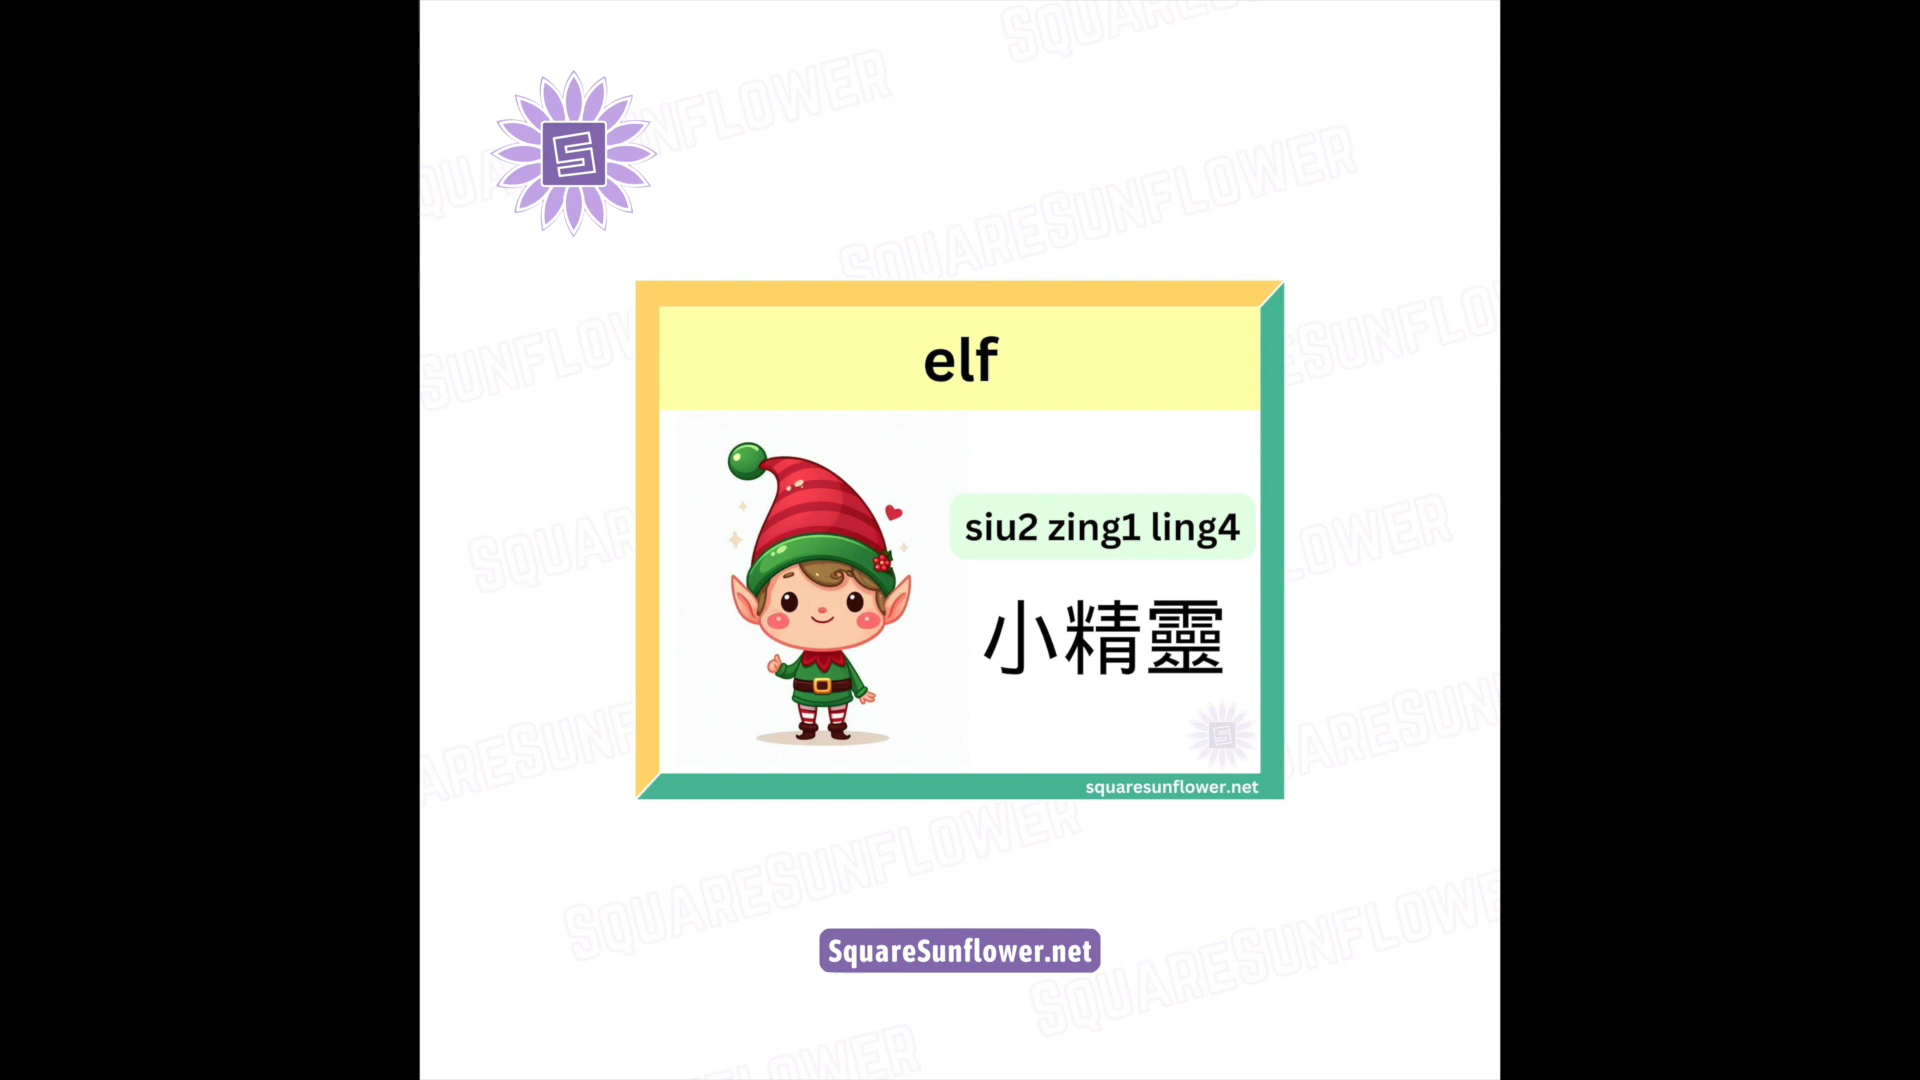 elf
siu2 zing1 ling4
小精靈
squaresunflower.net
SquareSunflower.net